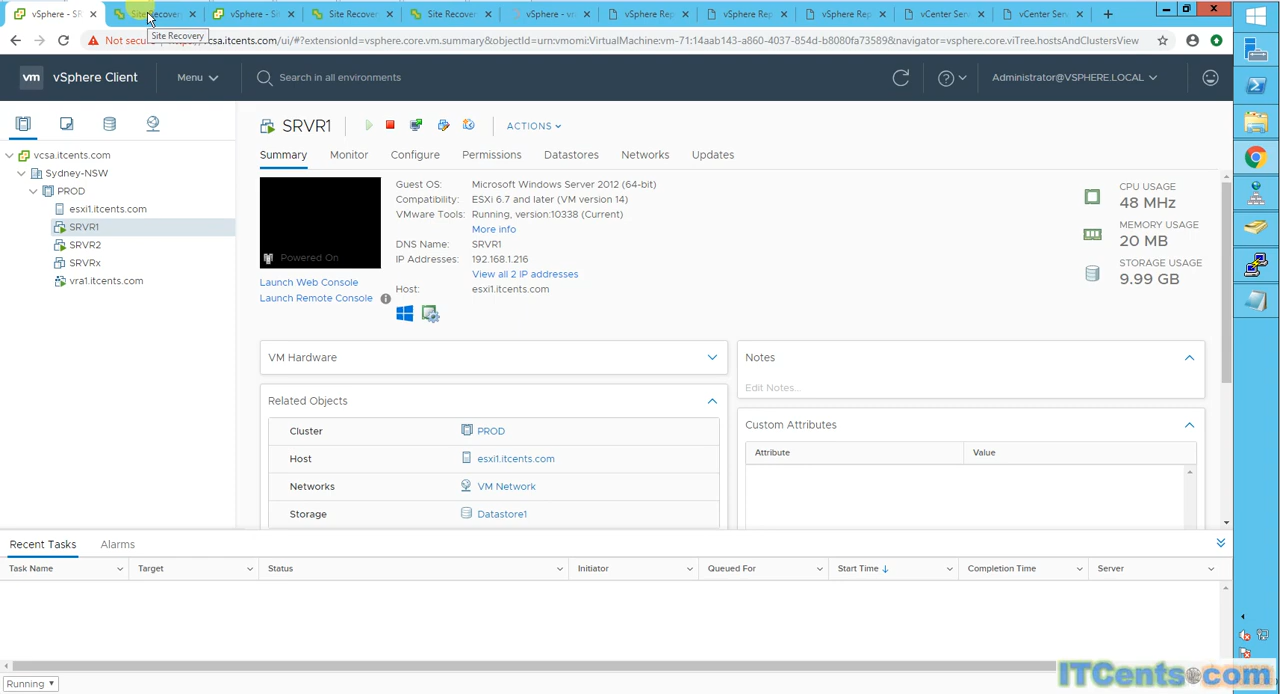 vSphere - SR
Site Recover
vSphere - S
Site Recover
Site Recover
vSphere - vr
vSphere Rep
vSphere Rep
vSphere Rep
vCenter Serv
vCenter Serv
Site Recovery
Not secure
vcsa.itcents.com/ui/#?extensionId=vsphere.core.vm.summary&objectId=urn:vmomi:VirtualMachine:vm-71:14aab143-a860-4037-854d-b8080fa73589&navigator=vsphere.core.viTree.hostsAndClustersView
vm vSphere Client
Menu
Search in all environments
Administrator@VSPHERE.LOCAL
vcsa.itcents.com
Sydney-NSW
PROD
esxi1.itcents.com
SRVR1
SRVR2
SRVRx
vra1.itcents.com
SRVR1
ACTIONS
Summary
Monitor
Configure
Permissions
Datastores
Networks
Updates
Powered On
Launch Web Console
Launch Remote Console
Guest OS: Microsoft Windows Server 2012 (64-bit)
Compatibility: ESXi 6.7 and later (VM version 14)
VMware Tools: Running, version:10338 (Current)
More info
DNS Name: SRVR1
IP Addresses: 192.168.1.216
View all 2 IP addresses
Host: esxi1.itcents.com
CPU USAGE
48 MHz
MEMORY USAGE
20 MB
STORAGE USAGE
9.99 GB
VM Hardware
Related Objects
Cluster PROD
Host esxi1.itcents.com
Networks VM Network
Storage Datastore1
Notes
Edit Notes...
Custom Attributes
Attribute Value
Recent Tasks
Alarms
Task Name Target Status Initiator Queued For Start Time Completion Time Server
Running
ITCents.com